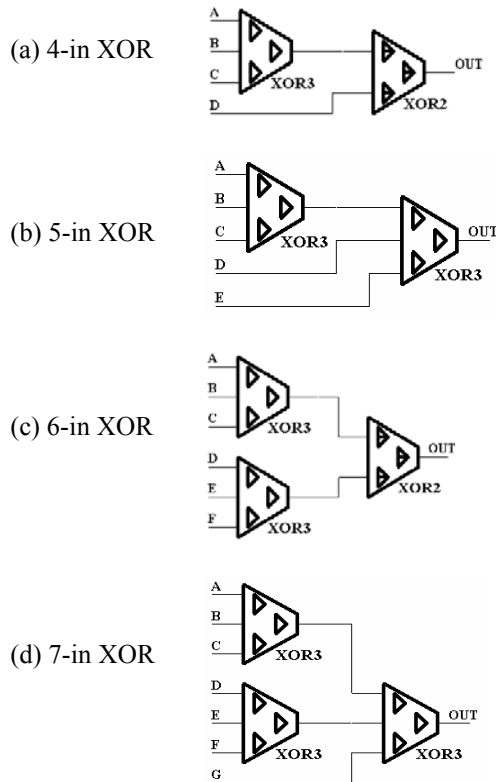 (a) 4-in XOR
A
B
C
D
XOR3
XOR2
OUT
(b) 5-in XOR
A
B
C
D
E
XOR3
XOR3
OUT
(c) 6-in XOR
A
B
C
D
E
F
XOR3
XOR3
XOR2
OUT
(d) 7-in XOR
A
B
C
D
E
F
G
XOR3
XOR3
XOR3
OUT